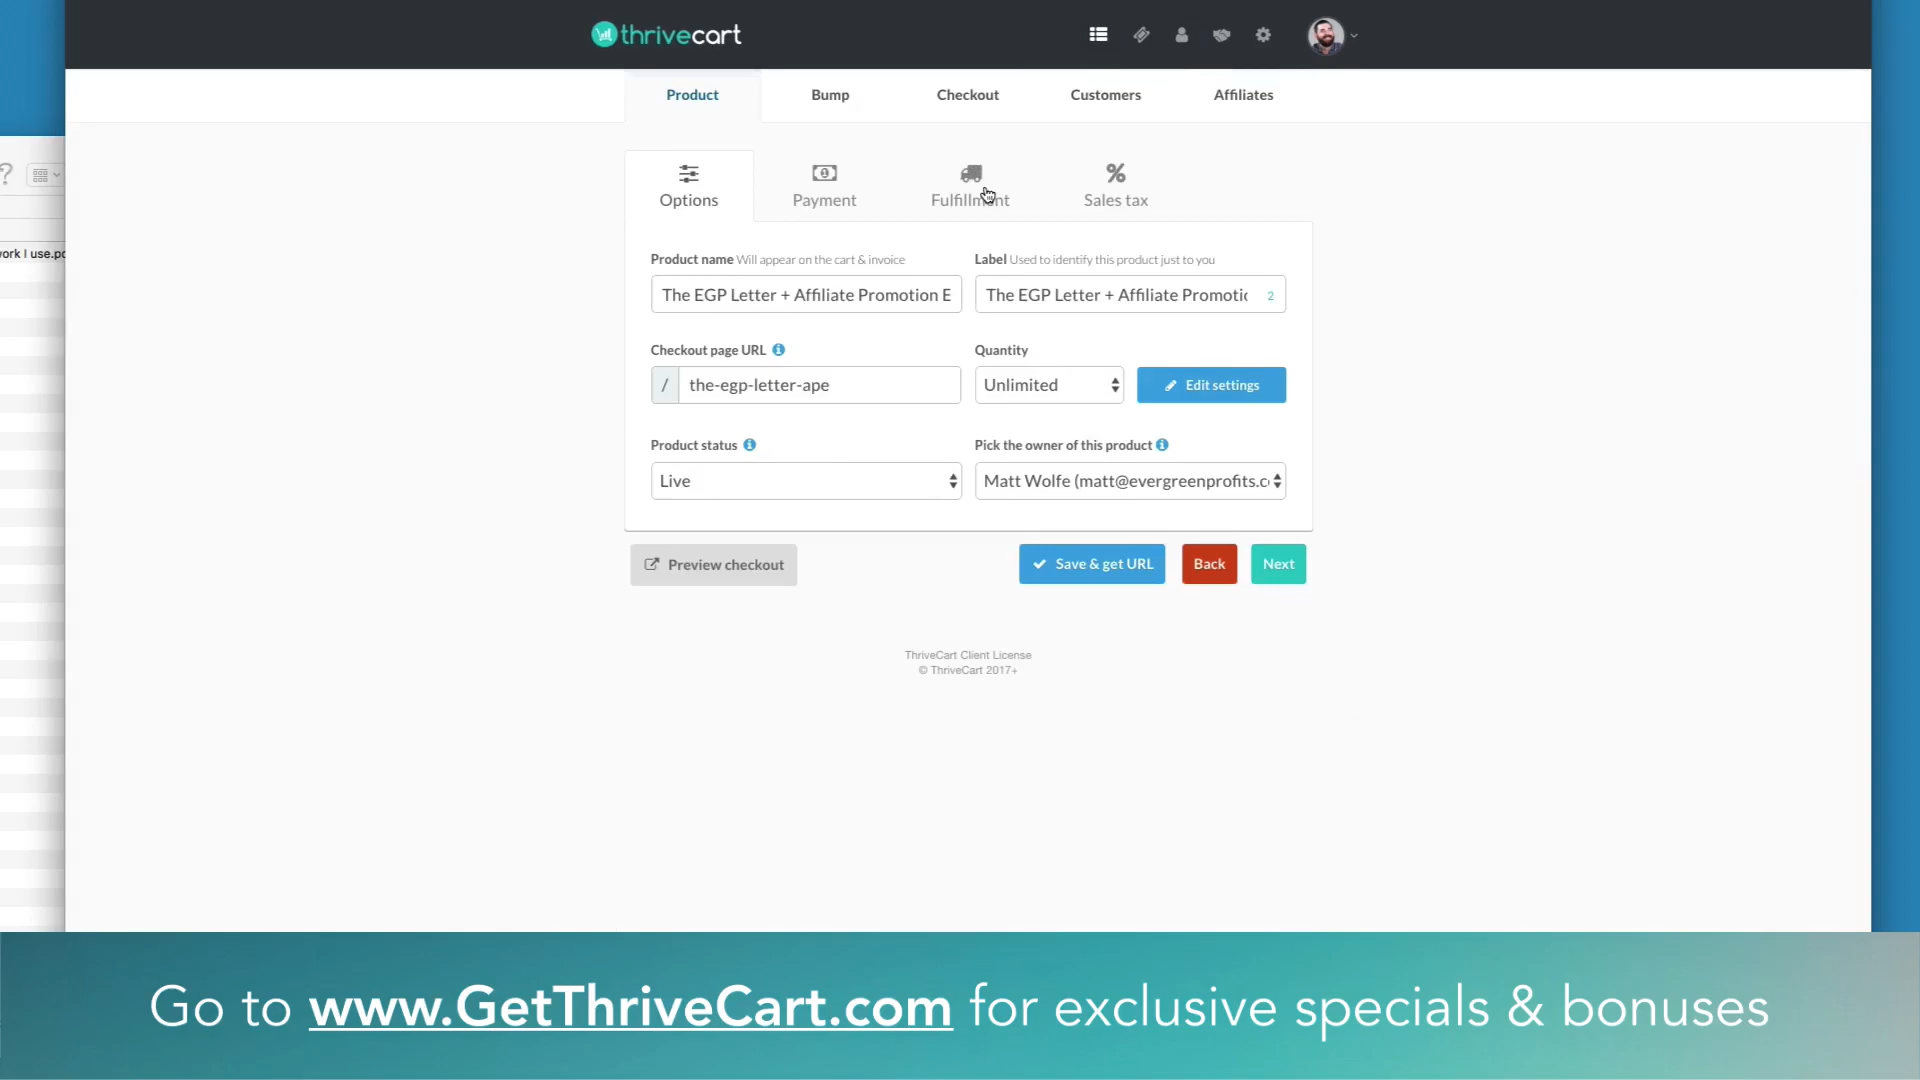 thrivecart
Product Bump Checkout Customers Affiliates
Options Payment Fulfillment Sales tax
work I use.pd
Product name Will appear on the cart & invoice Label Used to identify this product just to you
The EGP Letter + Affiliate Promotion E The EGP Letter + Affiliate Promotic 2
Checkout page URL Quantity
/ the-egp-letter-ape Unlimited Edit settings
Product status Pick the owner of this product
Live Matt Wolfe (matt@evergreenprofits.c
Preview checkout Save & get URL Back Next
ThriveCart Client License
© ThriveCart 2017+
Go to www.GetThriveCart.com for exclusive specials & bonuses